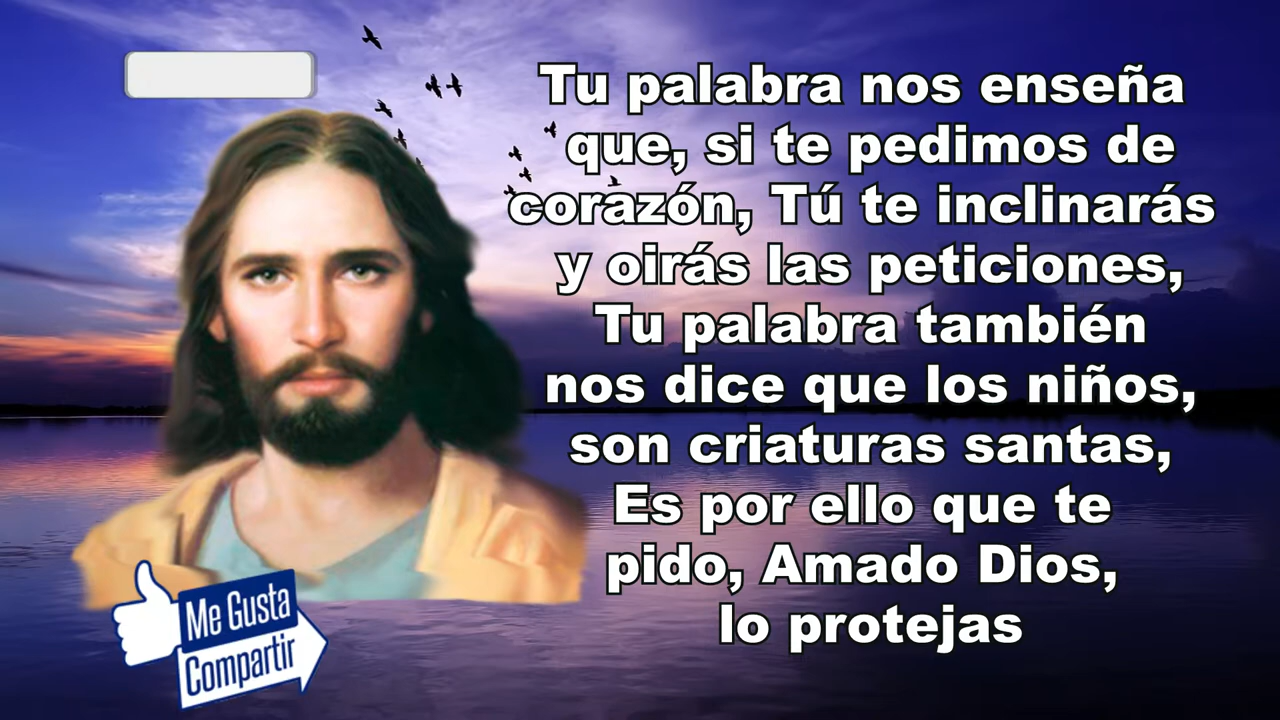 Tu palabra nos enseña
que, si te pedimos de
corazón, Tú te inclinarás
y oirás las peticiones,
Tu palabra también
nos dice que los niños,
son criaturas santas,
Es por ello que te
pido, Amado Dios,
lo protejas
Me Gusta
Compartir